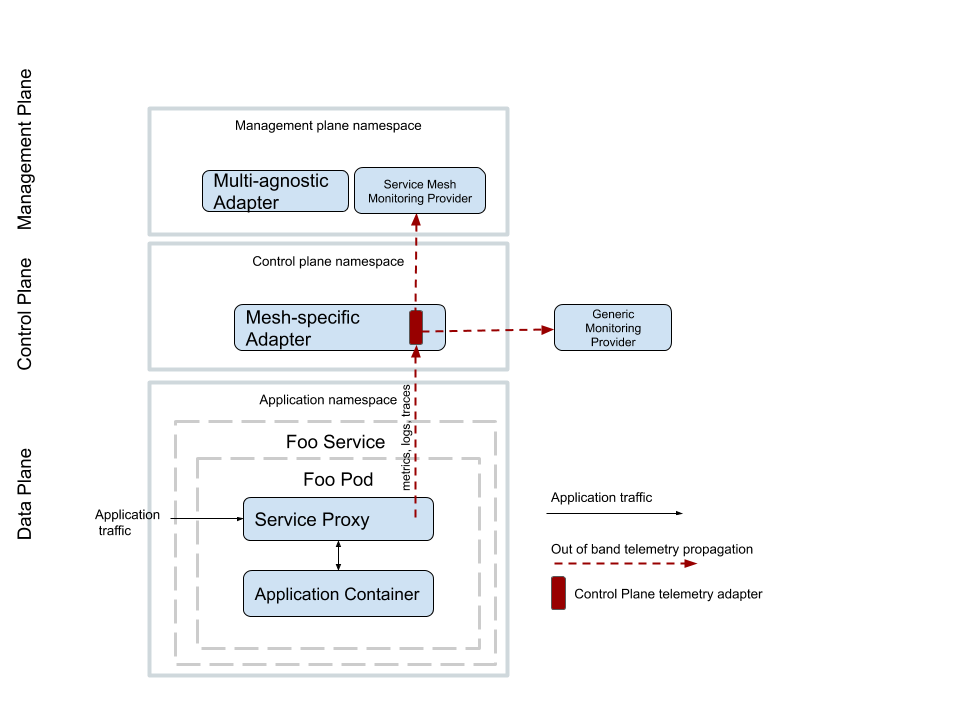 Management Plane
Management plane namespace
Multi-agnostic
Adapter
Service Mesh
Monitoring Provider
Control Plane
Control plane namespace
Mesh-specific
Adapter
Generic
Monitoring
Provider
Data Plane
Application namespace
metrics, logs, traces
Foo Service
Foo Pod
Service Proxy
Application
traffic
Application Container
Application traffic
Out of band telemetry propagation
Control Plane telemetry adapter